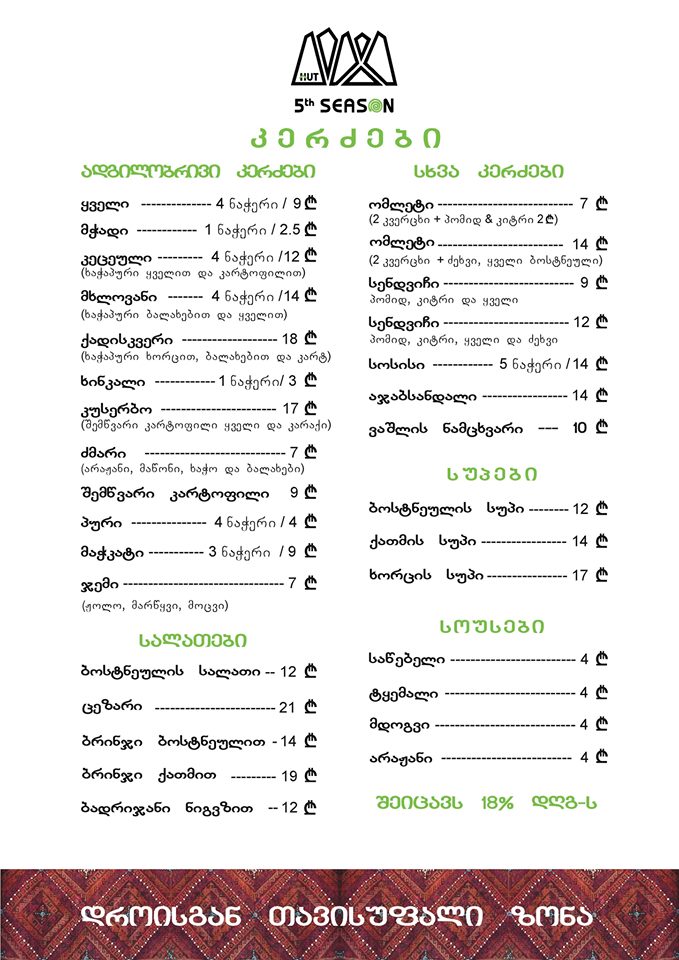 HUT
5th SEASON
კერძები
ადგილობრივი კერძები
ყველი -------------- 4 ნაჭერი / 9 ₾
მჭადი ------------ 1 ნაჭერი / 2.5 ₾
კეცეული --------- 4 ნაჭერი /12 ₾
(ხაჭაპური ყველით და კარტოფილით)
მხლოვანი ------- 4 ნაჭერი /14 ₾
(ხაჭაპური ბალახებით და ყველით)
ქადისკვერი ------------------- 18 ₾
(ხაჭაპური ხორცით, ბალახებით და კარტ)
ხინკალი ------------ 1 ნაჭერი/ 3 ₾
კუსერბო ----------------------- 17 ₾
(შემწვარი კარტოფილი ყველი და კარაქი)
ძმარი ---------------------------- 7 ₾
(არაჟანი, მაწონი, ხაჭო და ბალახები)
შემწვარი კარტოფილი 9 ₾
პური --------------- 4 ნაჭერი / 4 ₾
მაჭკატი ----------- 3 ნაჭერი / 9 ₾
ჯემი -------------------------------- 7 ₾
(ჟოლო, მარწყვი, მოცვი)
სალათები
ბოსტნეულის სალათი -- 12 ₾
ცეზარი ------------------------ 21 ₾
ბრინჯი ბოსტნეულით - 14 ₾
ბრინჯი ქათმით --------- 19 ₾
ბადრიჯანი ნიგვზით -- 12 ₾
სხვა კერძები
ომლეტი --------------------------- 7 ₾
(2 კვერცხი + პომიდ & კიტრი 2₾)
ომლეტი ------------------------- 14 ₾
(2 კვერცხი + ძეხვი, ყველი ბოსტნეული)
სენდვიჩი -------------------------- 9 ₾
პომიდ, კიტრი და ყველი
სენდვიჩი ------------------------- 12 ₾
პომიდ, კიტრი, ყველი და ძეხვი
სოსისი ------------ 5 ნაჭერი /14 ₾
აჯაბსანდალი ----------------- 14 ₾
ვაშლის ნამცხვარი --- 10 ₾
სუპები
ბოსტნეულის სუპი -------- 12 ₾
ქათმის სუპი ----------------- 14 ₾
ხორცის სუპი ---------------- 17 ₾
სოუსები
საწებელი ------------------------- 4 ₾
ტყემალი -------------------------- 4 ₾
მდოგვი ---------------------------- 4 ₾
არაჟანი -------------------------- 4 ₾
შეიცავს 18% დღგ-ს
დროისგან თავისუფალი ზონა